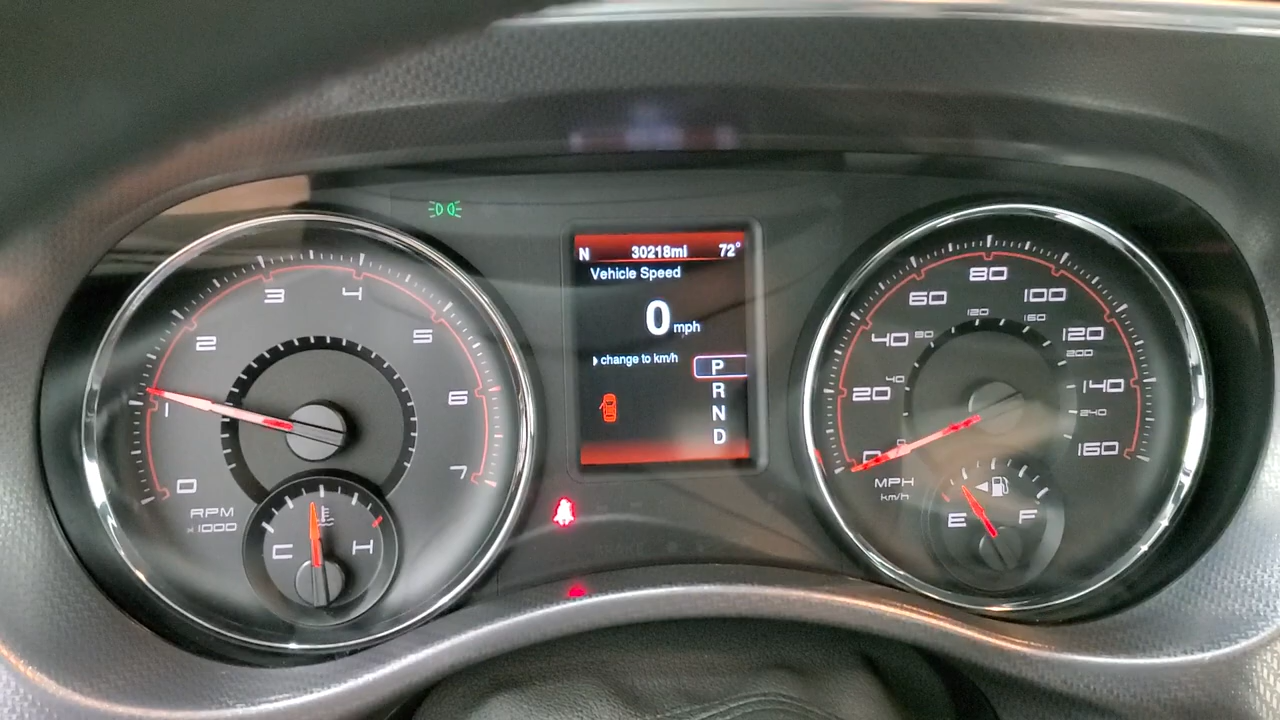 N 30218mi 72°
Vehicle Speed
0 mph
change to km/h
P
R
N
D
0
1
2
3
4
5
6
7
RPM
x1000
C H
0
20
40
60
80
100
120
140
160
40
80
120
160
200
240
MPH
km/h
E F